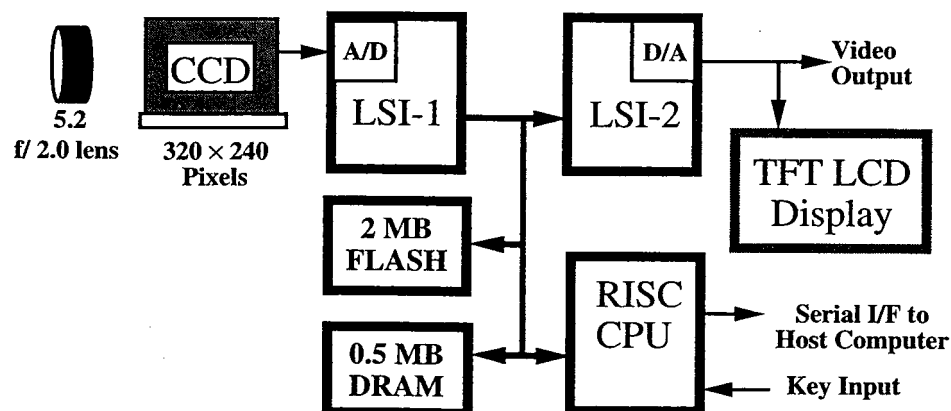 5.2
f/ 2.0 lens
CCD
320 × 240
Pixels
A/D
LSI-1
D/A
LSI-2
Video
Output
TFT LCD
Display
2 MB
FLASH
0.5 MB
DRAM
RISC
CPU
Serial I/F to
Host Computer
Key Input